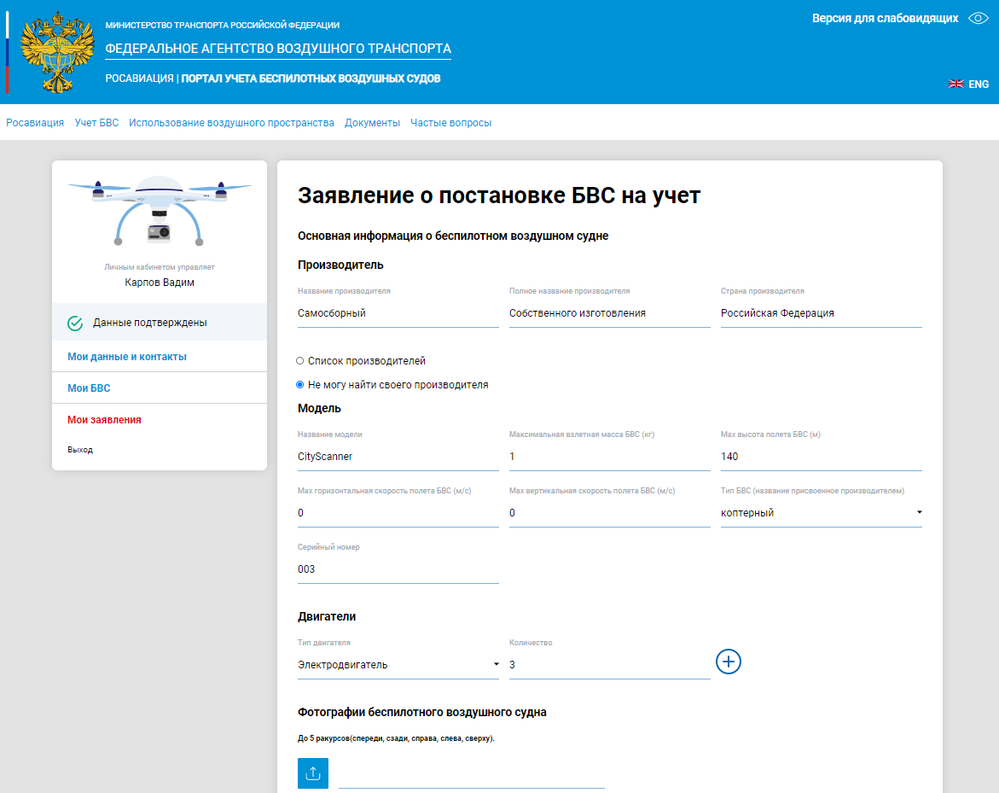 МИНИСТЕРСТВО ТРАНСПОРТА РОССИЙСКОЙ ФЕДЕРАЦИИ
ФЕДЕРАЛЬНОЕ АГЕНТСТВО ВОЗДУШНОГО ТРАНСПОРТА
РОСАВИАЦИЯ | ПОРТАЛ УЧЕТА БЕСПИЛОТНЫХ ВОЗДУШНЫХ СУДОВ
Версия для слабовидящих
ENG
Росавиация Учет БВС Использование воздушного пространства Документы Частые вопросы
Личным кабинетом управляет
Карпов Вадим
Данные подтверждены
Мои данные и контакты
Мои БВС
Мои заявления
Выход
Заявление о постановке БВС на учет
Основная информация о беспилотном воздушном судне
Производитель
Название производителя Полное название производителя Страна производителя
Самосборный Собственного изготовления Российская Федерация
Список производителей
Не могу найти своего производителя
Модель
Название модели Максимальная взлетная масса БВС (кг) Мах высота полета БВС (м)
CityScanner 1 140
Мах горизонтальная скорость полета БВС (м/с) Мах вертикальная скорость полета БВС (м/с) Тип БВС (название присвоенное производителем)
0 0 коптерный
Серийный номер
003
Двигатели
Тип двигателя Количество
Электродвигатель 3
Фотографии беспилотного воздушного судна
До 5 ракурсов(спереди, сзади, справа, слева, сверху).